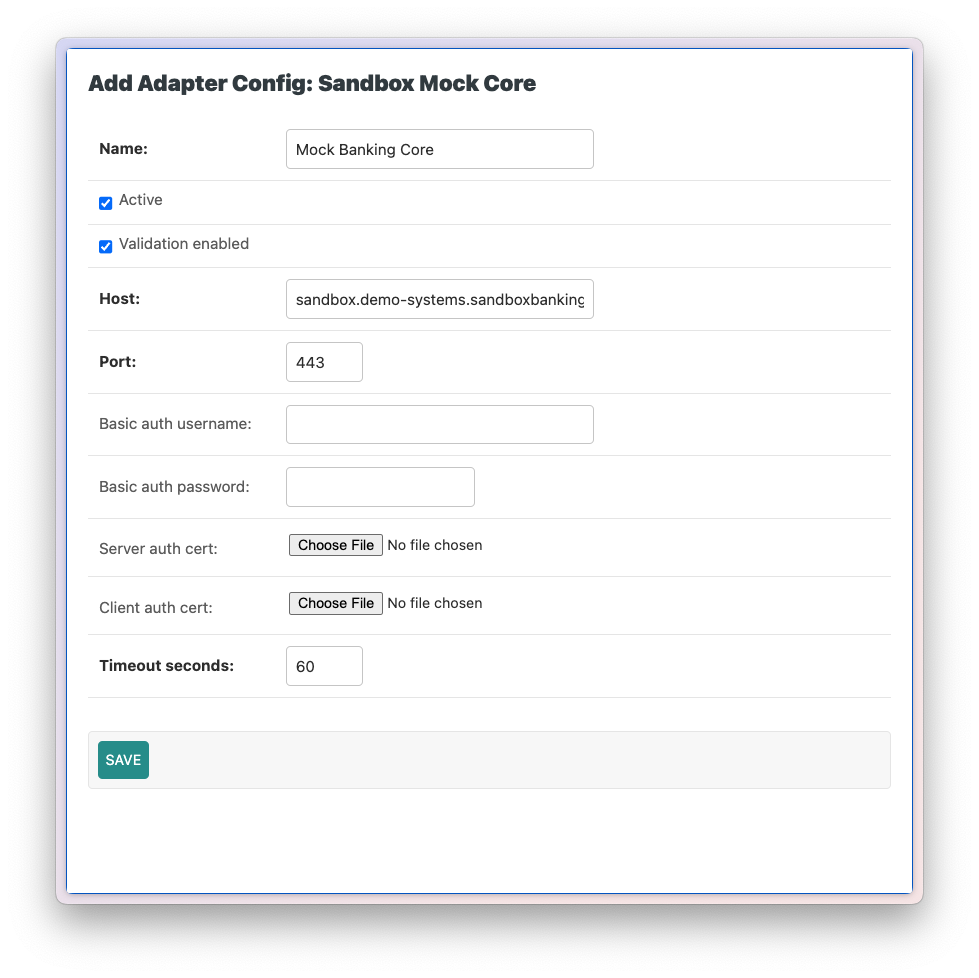 Add Adapter Config: Sandbox Mock Core
Name: Mock Banking Core
Active
Validation enabled
Host: sandbox.demo-systems.sandboxbanking
Port: 443
Basic auth username:
Basic auth password:
Server auth cert: Choose File No file chosen
Client auth cert: Choose File No file chosen
Timeout seconds: 60
SAVE